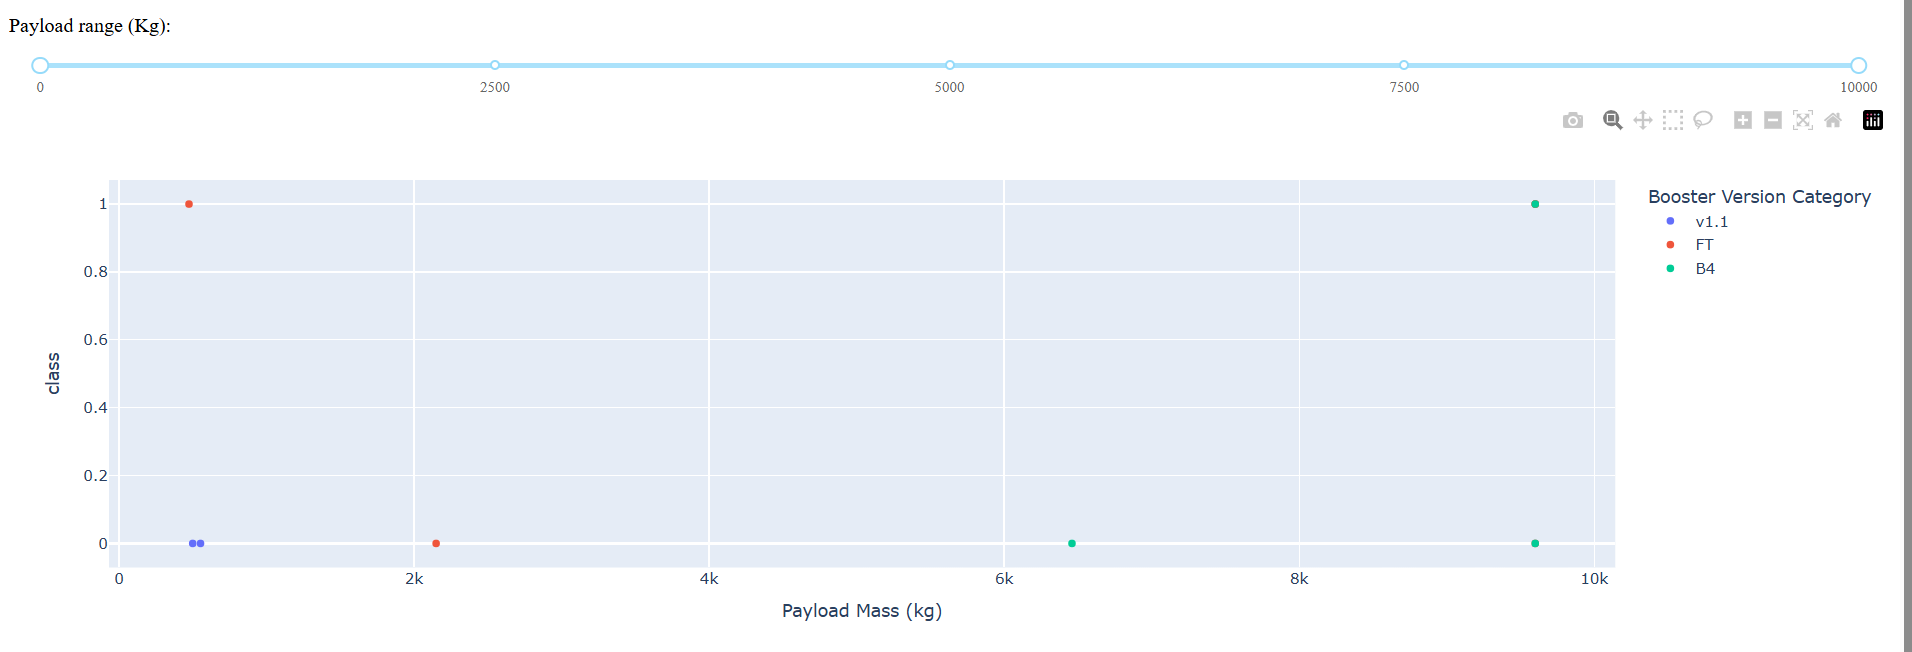 Payload range (Kg):
0 2500 5000 7500 10000
Booster Version Category
v1.1
FT
B4
class
1
0.8
0.6
0.4
0.2
0
0 2k 4k 6k 8k 10k
Payload Mass (kg)